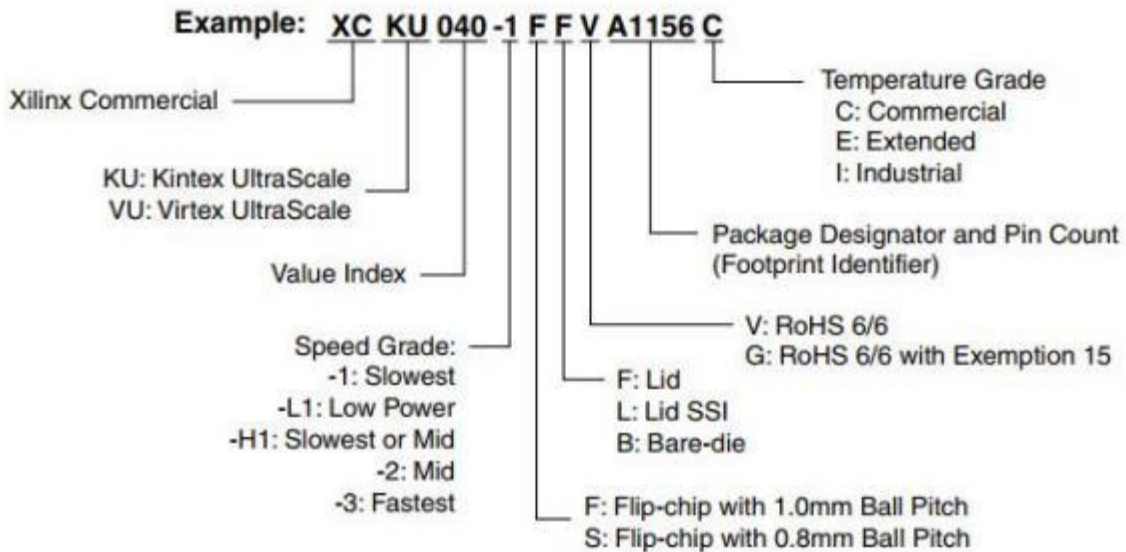 Example: XC KU 040 -1 F F V A1156 C
Xilinx Commercial
Temperature Grade
C: Commercial
E: Extended
I: Industrial
KU: Kintex UltraScale
VU: Virtex UltraScale
Package Designator and Pin Count
(Footprint Identifier)
Value Index
V: RoHS 6/6
G: RoHS 6/6 with Exemption 15
Speed Grade:
-1: Slowest
-L1: Low Power
-H1: Slowest or Mid
-2: Mid
-3: Fastest
F: Lid
L: Lid SSI
B: Bare-die
F: Flip-chip with 1.0mm Ball Pitch
S: Flip-chip with 0.8mm Ball Pitch